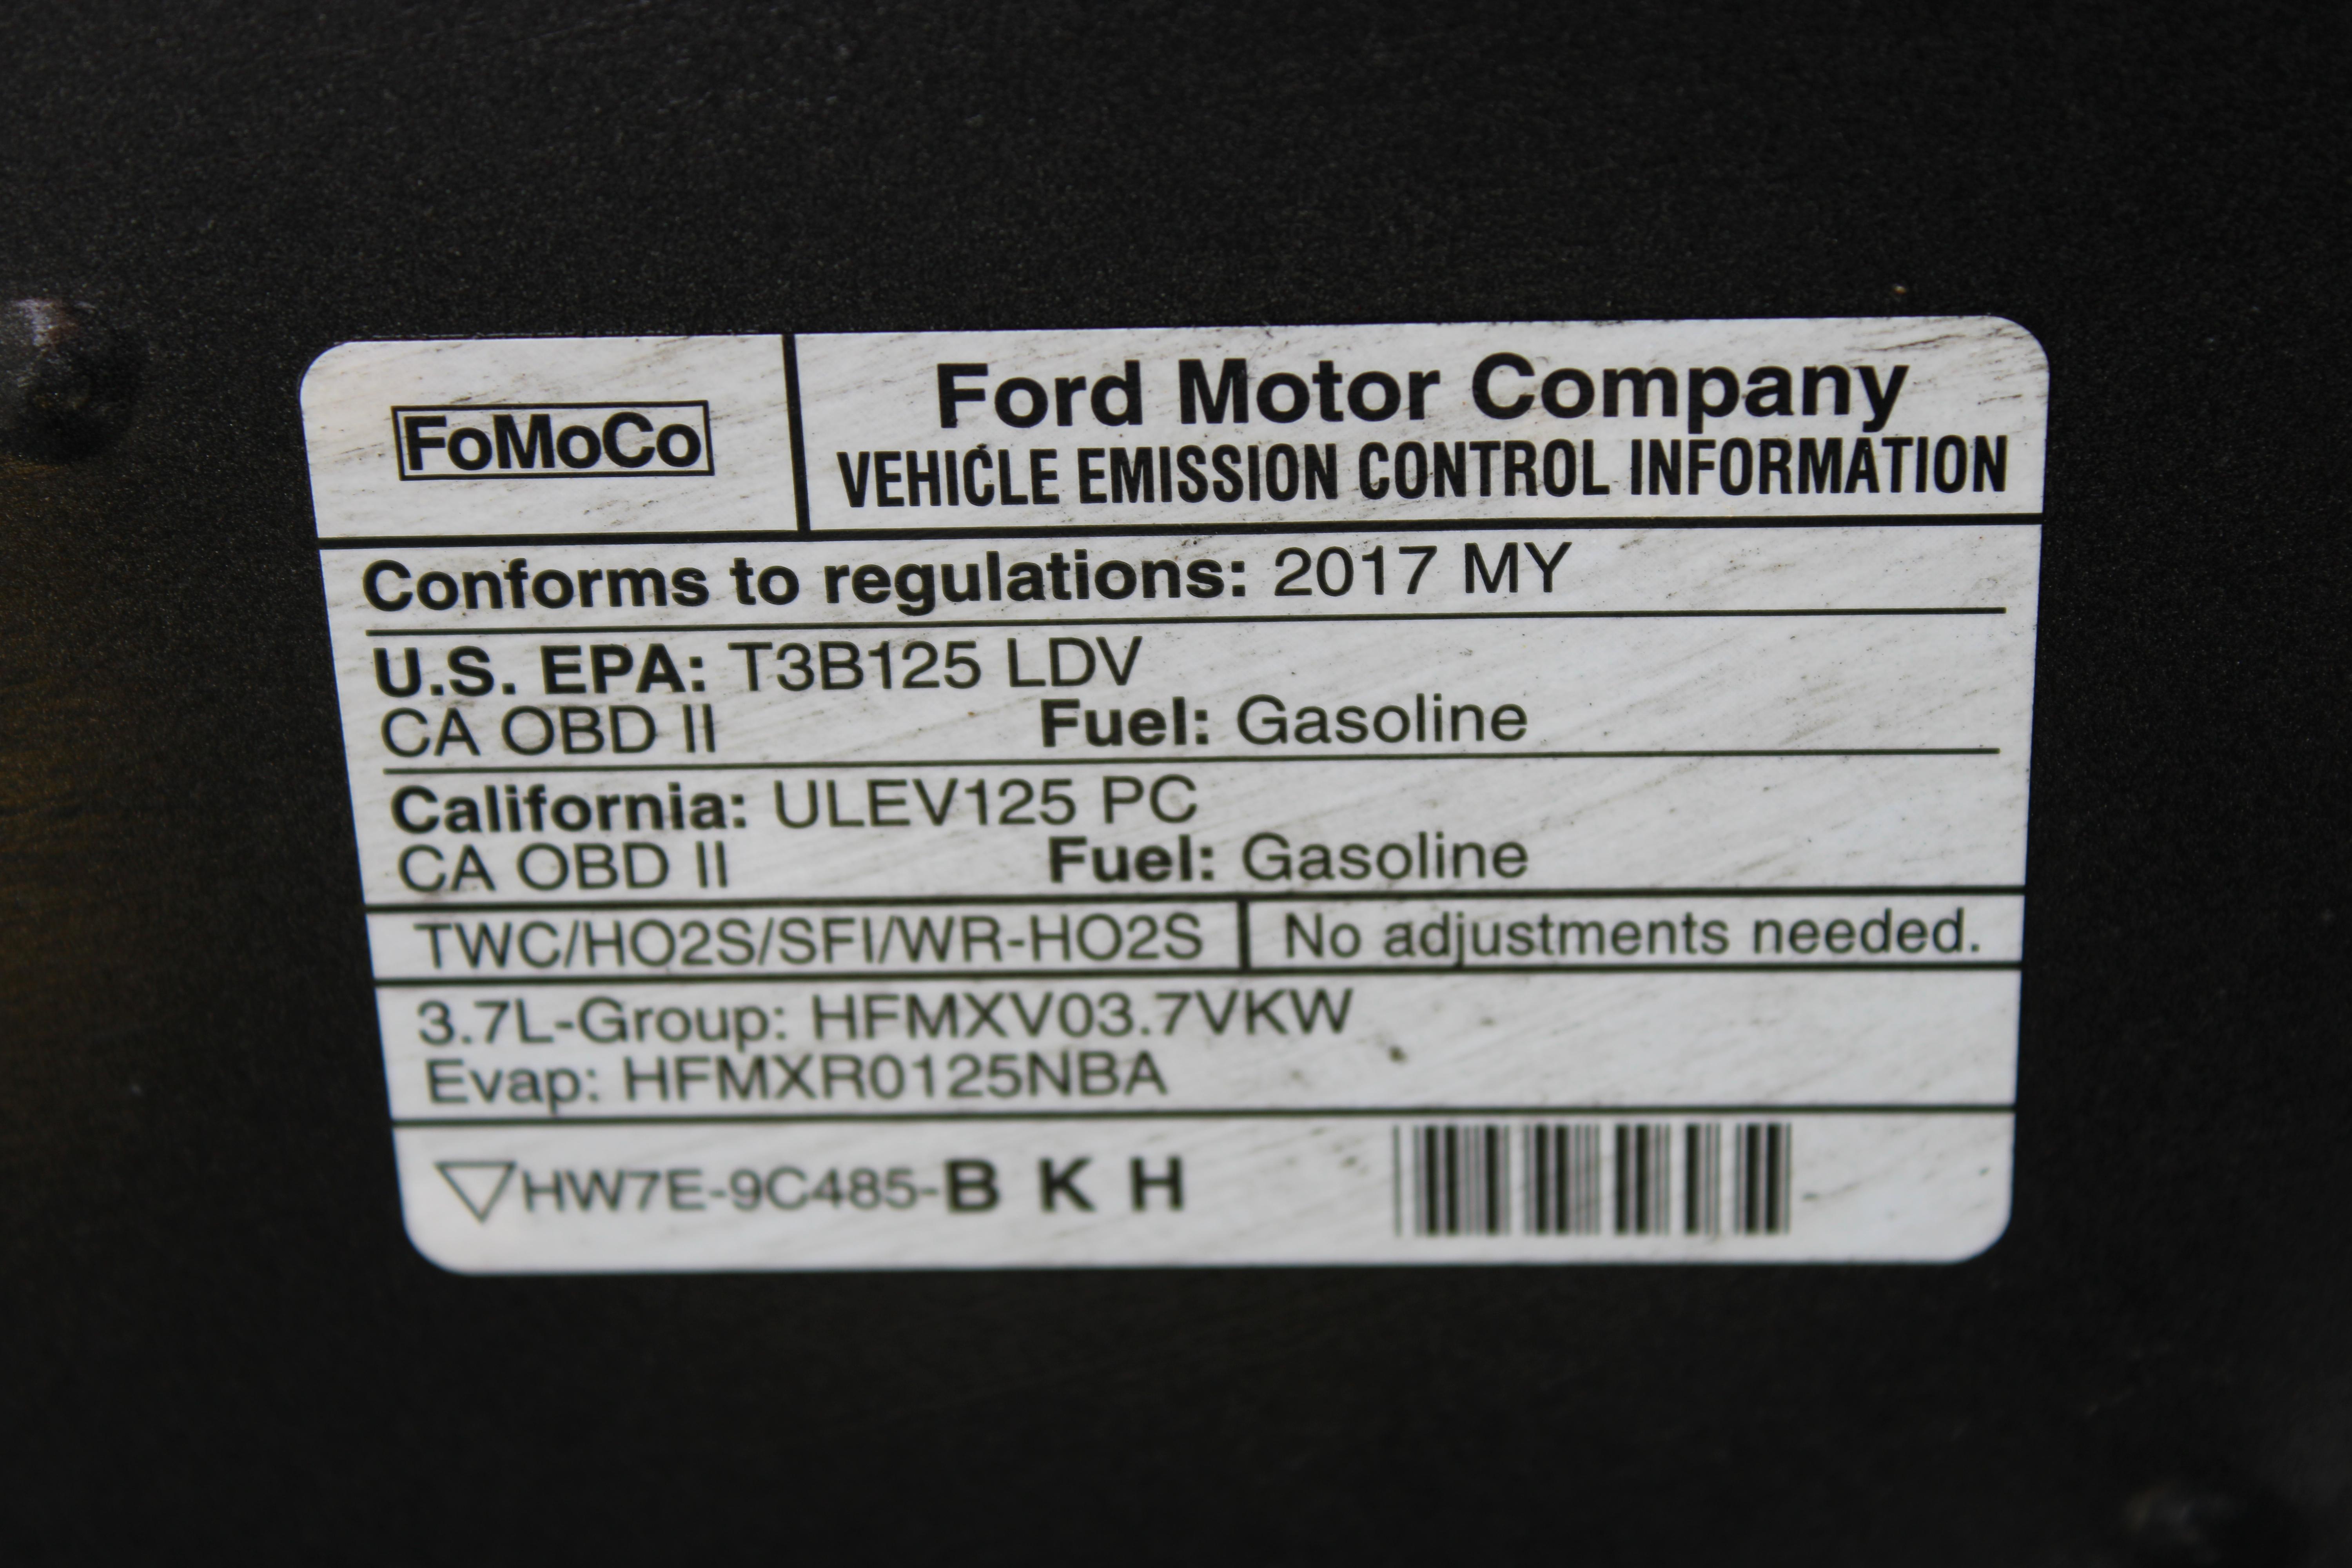 FoMoCo
Ford Motor Company
VEHICLE EMISSION CONTROL INFORMATION
Conforms to regulations: 2017 MY
U.S. EPA: T3B125 LDV
CA OBD II Fuel: Gasoline
California: ULEV125 PC
CA OBD II Fuel: Gasoline
TWC/HO2S/SFI/WR-HO2S No adjustments needed.
3.7L-Group: HFMXV03.7VKW
Evap: HFMXR0125NBA
HW7E-9C485-B K H